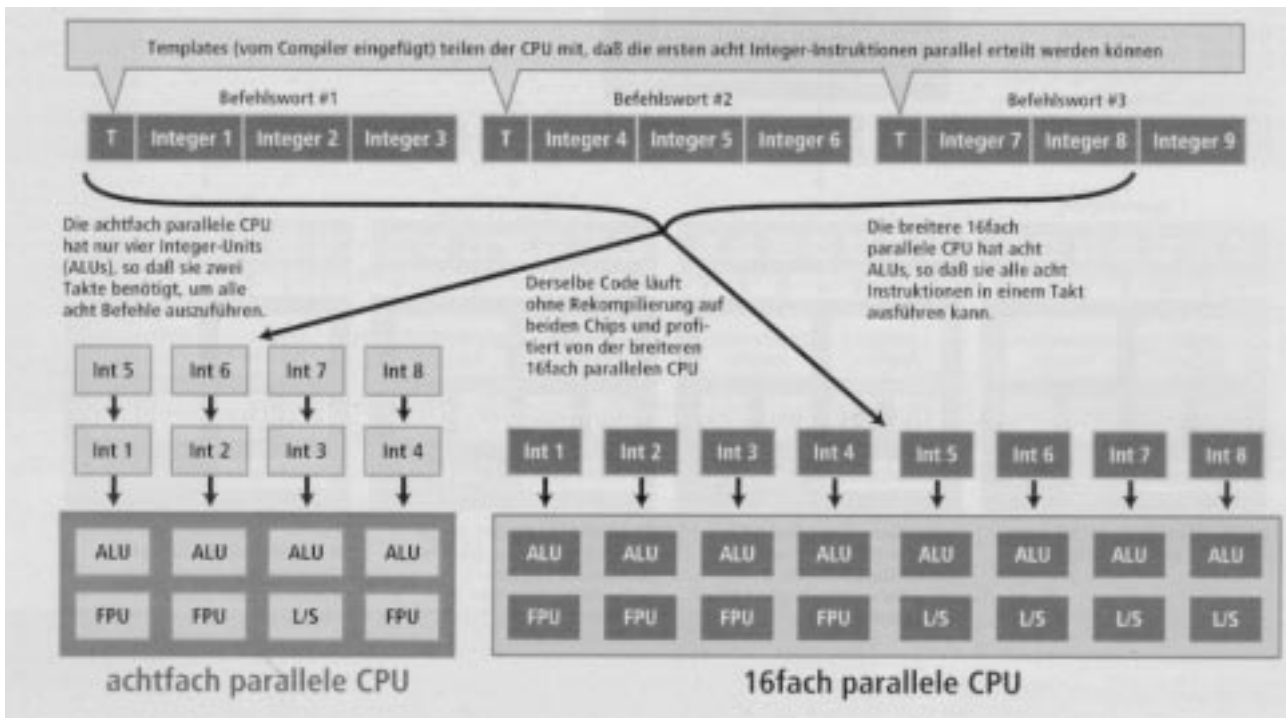 Templates (vom Compiler eingefügt) teilen der CPU mit, daß die ersten acht Integer-Instruktionen parallel erteilt werden können
Befehlswort #1
Befehlswort #2
Befehlswort #3
T Integer 1 Integer 2 Integer 3
T Integer 4 Integer 5 Integer 6
T Integer 7 Integer 8 Integer 9
Die achtfach parallele CPU
hat nur vier Integer-Units
(ALUs), so daß sie zwei
Takte benötigt, um alle
acht Befehle auszuführen.
Derselbe Code läuft
ohne Rekompilierung auf
beiden Chips und profi-
tiert von der breiteren
16fach parallelen CPU
Die breitere 16fach
parallele CPU hat acht
ALUs, so daß sie alle acht
Instruktionen in einem Takt
ausführen kann.
Int 5 Int 6 Int 7 Int 8
Int 1 Int 2 Int 3 Int 4
ALU ALU ALU ALU
FPU FPU L/S FPU
achtfach parallele CPU
Int 1 Int 2 Int 3 Int 4 Int 5 Int 6 Int 7 Int 8
ALU ALU ALU ALU ALU ALU ALU ALU
FPU FPU FPU FPU L/S L/S L/S L/S
16fach parallele CPU